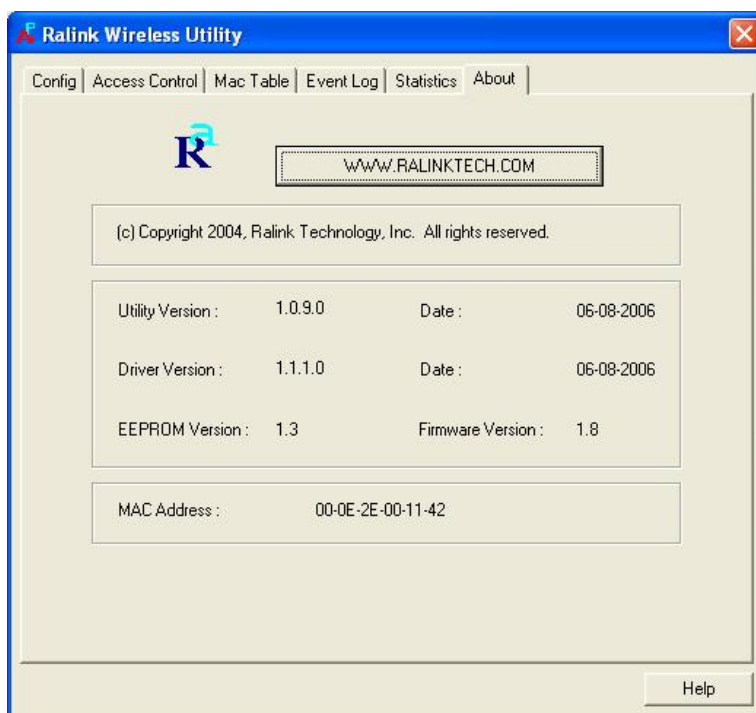 Ralink Wireless Utility
Config Access Control Mac Table Event Log Statistics About
Ra
WWW.RALINKTECH.COM
(c) Copyright 2004, Ralink Technology, Inc. All rights reserved.
Utility Version : 1.0.9.0 Date : 06-08-2006
Driver Version : 1.1.1.0 Date : 06-08-2006
EEPROM Version : 1.3 Firmware Version : 1.8
MAC Address : 00-0E-2E-00-11-42
Help